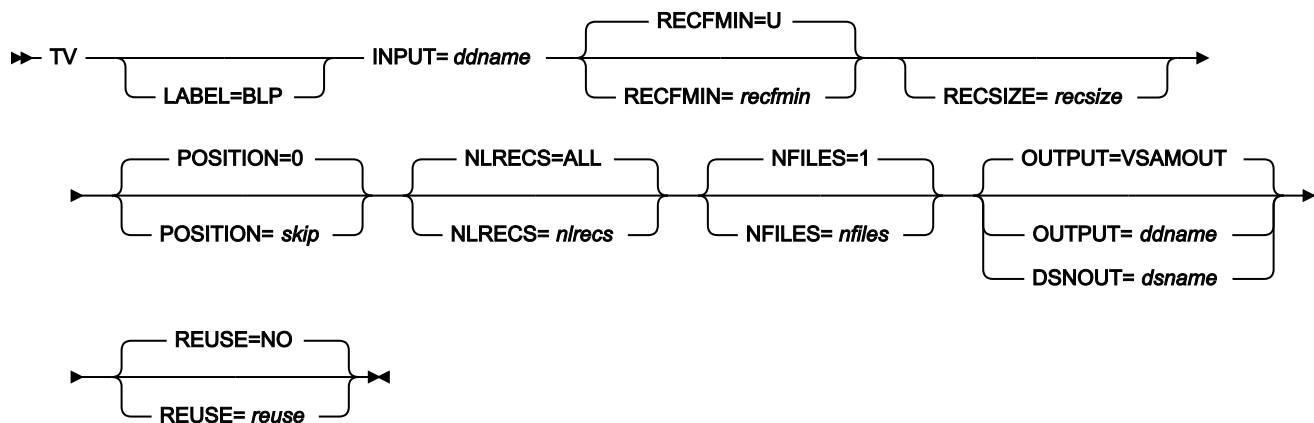 RECFMIN=U
TV INPUT= ddname
LABEL=BLP RECFMIN= recfmin RECSIZE= recsize
POSITION=0 NLRECS=ALL NFILES=1 OUTPUT=VSAMOUT
POSITION= skip NLRECS= nlrecs NFILES= nfiles OUTPUT= ddname
DSNOUT= dsname
REUSE=NO
REUSE= reuse